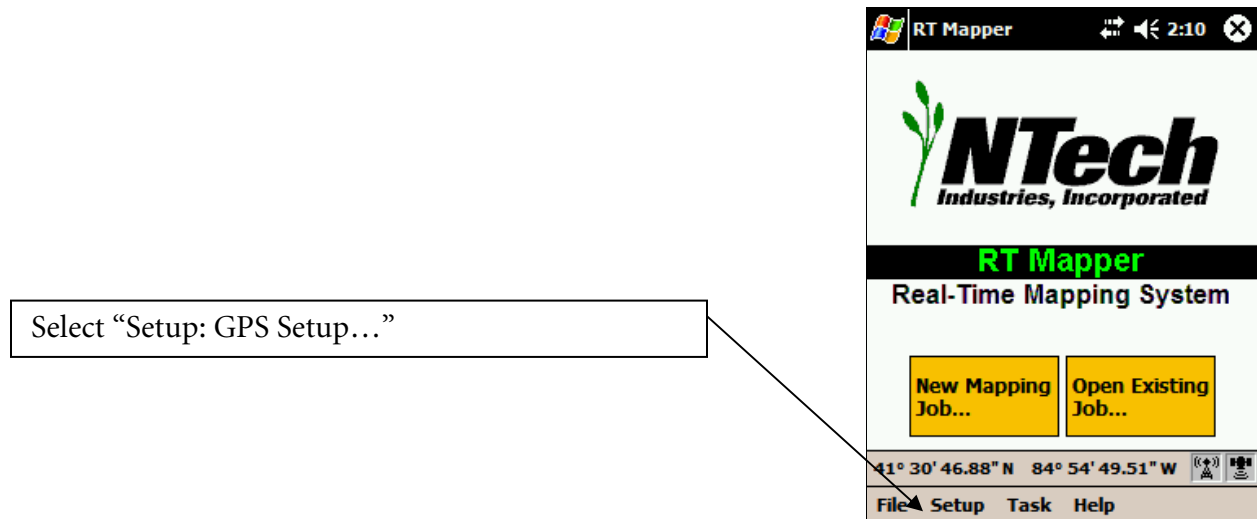 RT Mapper 2:10
NTech
Industries, Incorporated
RT Mapper
Real-Time Mapping System
Select “Setup: GPS Setup…”
New Mapping Job...
Open Existing Job...
41° 30' 46.88" N 84° 54' 49.51" W
File Setup Task Help